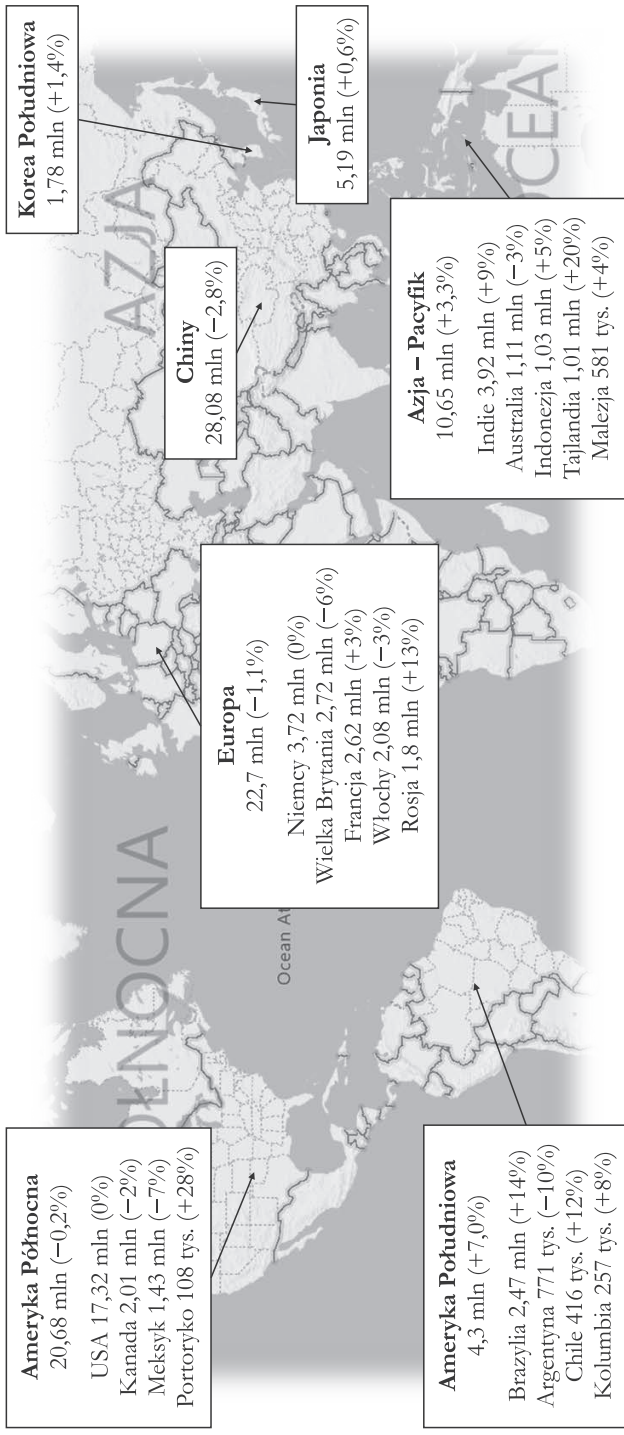 Ameryka Północna
20,68 mln (−0,2%)
USA 17,32 mln (0%)
Kanada 2,01 mln (−2%)
Meksyk 1,43 mln (−7%)
Portoryko 108 tys. (+28%)
Ameryka Południowa
4,3 mln (+7,0%)
Brazylia 2,47 mln (+14%)
Argentyna 771 tys. (−10%)
Chile 416 tys. (+12%)
Kolumbia 257 tys. (+8%)
Europa
22,7 mln (−1,1%)
Niemcy 3,72 mln (0%)
Wielka Brytania 2,72 mln (−6%)
Francja 2,62 mln (+3%)
Włochy 2,08 mln (−3%)
Rosja 1,8 mln (+13%)
Chiny
28,08 mln (−2,8%)
Korea Południowa
1,78 mln (+1,4%)
Japonia
5,19 mln (+0,6%)
Azja – Pacyfik
10,65 mln (+3,3%)
Indie 3,92 mln (+9%)
Australia 1,11 mln (−3%)
Indonezja 1,03 mln (+5%)
Tajlandia 1,01 mln (+20%)
Malezja 581 tys. (+4%)
ŁNOCNA
Ocean At
AZJA
OCEAN